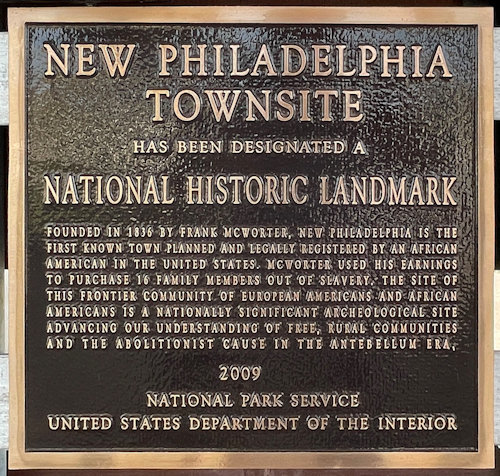 NEW PHILADELPHIA
TOWNSITE
HAS BEEN DESIGNATED A
NATIONAL HISTORIC LANDMARK
FOUNDED IN 1836 BY FRANK MCWORTER, NEW PHILADELPHIA IS THE
FIRST KNOWN TOWN PLANNED AND LEGALLY REGISTERED BY AN AFRICAN
AMERICAN IN THE UNITED STATES. MCWORTER USED HIS EARNINGS
TO PURCHASE 16 FAMILY MEMBERS OUT OF SLAVERY. THE SITE OF
THIS FRONTIER COMMUNITY OF EUROPEAN AMERICANS AND AFRICAN
AMERICANS IS A NATIONALLY SIGNIFICANT ARCHEOLOGICAL SITE
ADVANCING OUR UNDERSTANDING OF FREE, RURAL COMMUNITIES
AND THE ABOLITIONIST CAUSE IN THE ANTEBELLUM ERA.
2009
NATIONAL PARK SERVICE
UNITED STATES DEPARTMENT OF THE INTERIOR